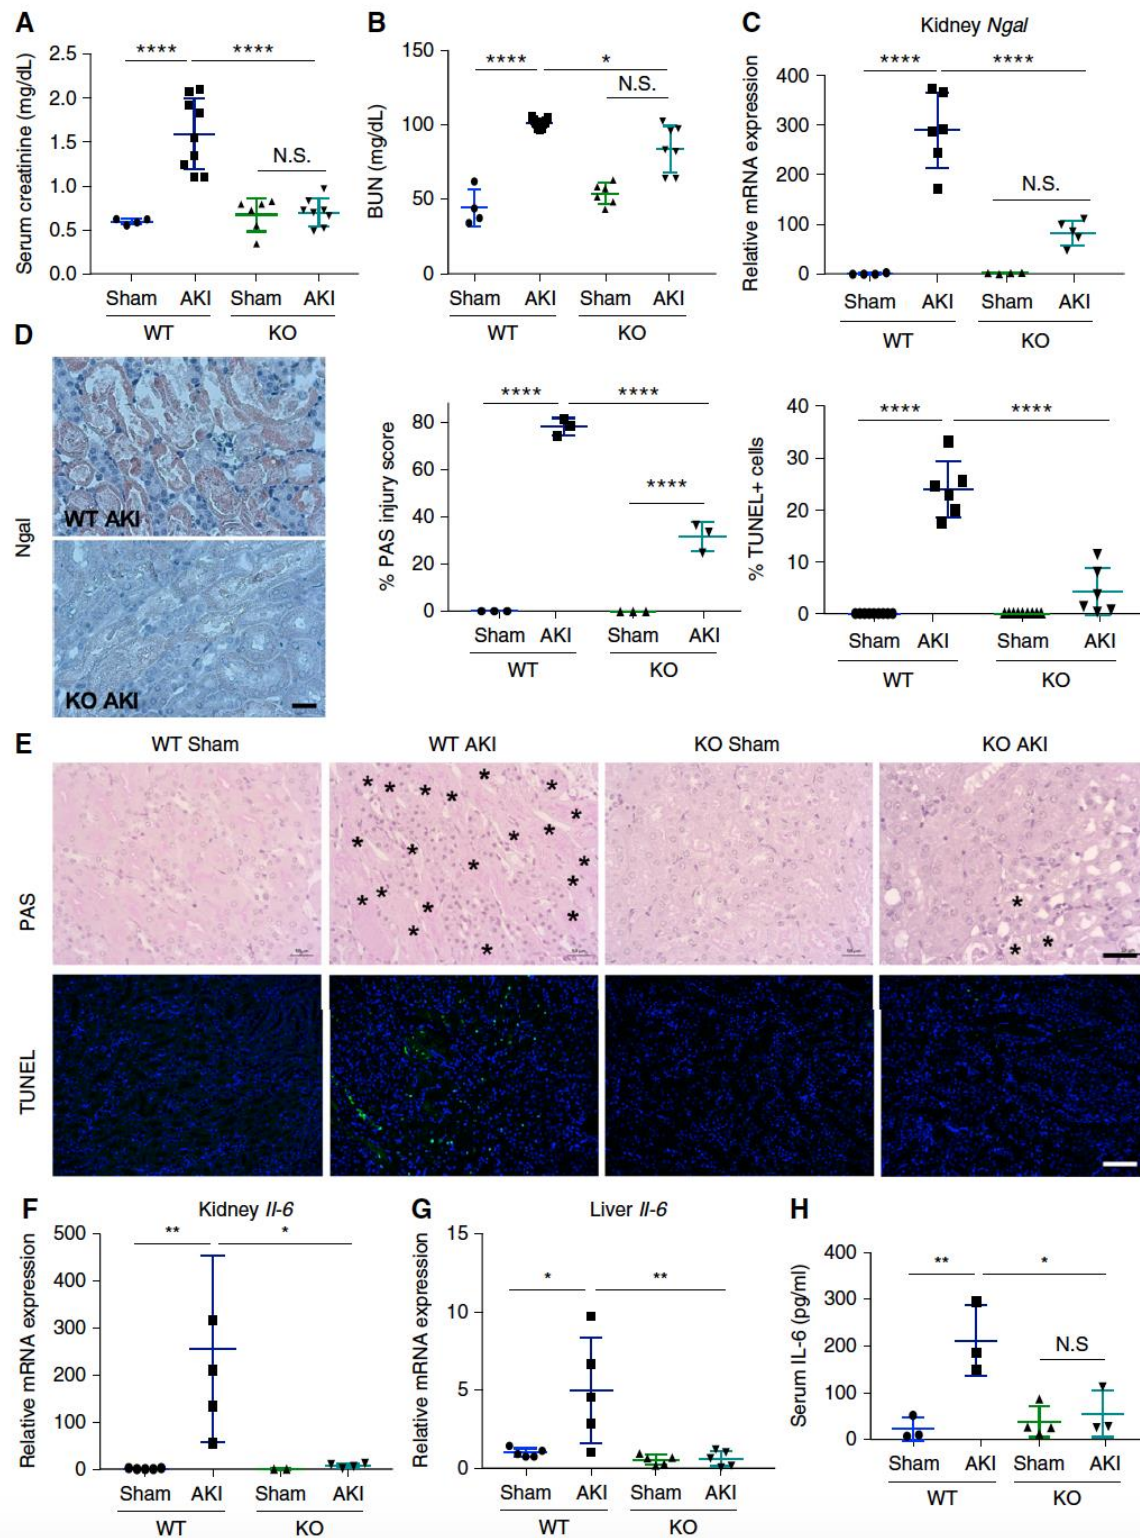 A
Serum creatinine (mg/dL)
2.5
2.0
1.5
1.0
0.5
0.0
****
****
N.S.
Sham
AKI
Sham
AKI
WT
KO
B
BUN (mg/dL)
150
100
50
0
****
*
N.S.
Sham
AKI
Sham
AKI
WT
KO
C
Kidney Ngal
Relative mRNA expression
400
300
200
100
0
****
****
N.S.
Sham
AKI
Sham
AKI
WT
KO
D
Ngal
WT AKI
KO AKI
% PAS injury score
80
60
40
20
0
****
****
****
Sham
AKI
Sham
AKI
WT
KO
% TUNEL+ cells
40
30
20
10
0
****
****
Sham
AKI
Sham
AKI
WT
KO
E
WT Sham
WT AKI
KO Sham
KO AKI
PAS
TUNEL
F
Kidney Il-6
Relative mRNA expression
500
400
300
200
100
0
**
*
Sham
AKI
Sham
AKI
WT
KO
G
Liver Il-6
Relative mRNA expression
15
10
5
0
*
**
Sham
AKI
Sham
AKI
WT
KO
H
Serum IL-6 (pg/ml)
400
300
200
100
0
**
*
N.S
Sham
AKI
Sham
AKI
WT
KO